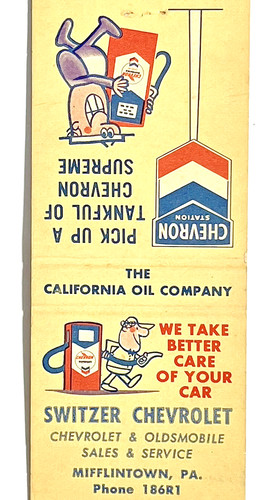 PICK UP A
TANKFUL OF
CHEVRON
SUPREME
CHEVRON
STATION
THE
CALIFORNIA OIL COMPANY
WE TAKE
BETTER
CARE
OF YOUR
CAR
SWITZER CHEVROLET
CHEVROLET & OLDSMOBILE
SALES & SERVICE
MIFFLINTOWN, PA.
Phone 186R1